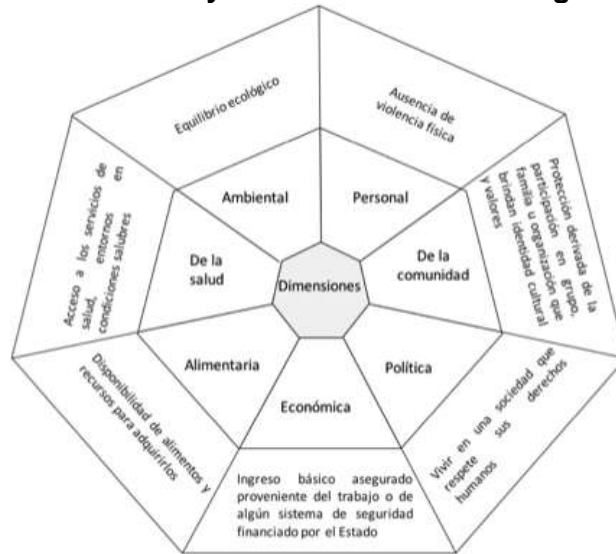 Equilibrio ecológico
Ausencia de
violencia física
Protección derivada de la
participación en grupo,
familia u organización que
brindan identidad cultural
y valores
Acceso a los servicios de
salud, entornos en
condiciones salubres
Ambiental
Personal
De la
salud
De la
comunidad
Dimensiones
Alimentaria
Política
Económica
Disponibilidad de alimentos y
recursos para adquirirlos
Vivir en una sociedad que
respete sus derechos
humanos
Ingreso básico asegurado
proveniente del trabajo o de
algún sistema de seguridad
financiado por el Estado